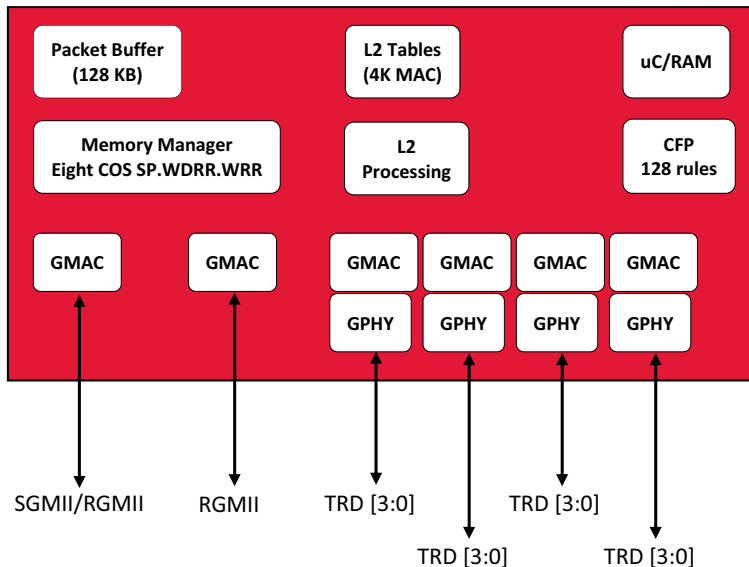 Packet Buffer
(128 KB)
L2 Tables
(4K MAC)
uC/RAM
Memory Manager
Eight COS SP.WDRR.WRR
L2
Processing
CFP
128 rules
GMAC
GMAC
GMAC
GMAC
GMAC
GMAC
GPHY
GPHY
GPHY
GPHY
SGMII/RGMII
RGMII
TRD [3:0]
TRD [3:0]
TRD [3:0]
TRD [3:0]